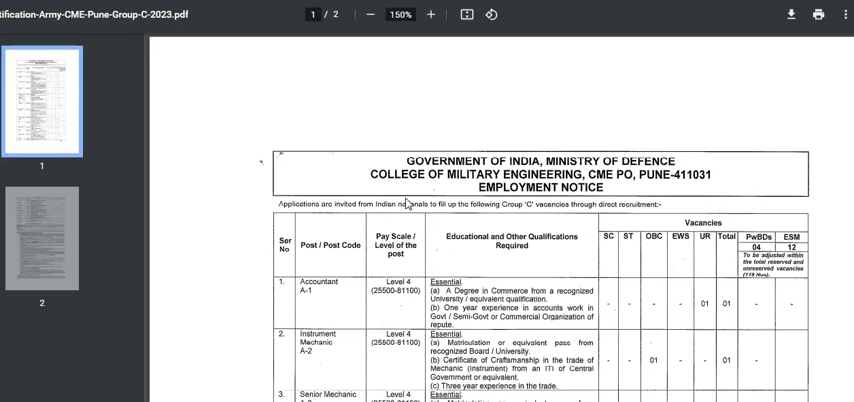 tification-Army-CME-Pune-Group-C-2023.pdf
1 / 2
150%
1
2
GOVERNMENT OF INDIA, MINISTRY OF DEFENCE
COLLEGE OF MILITARY ENGINEERING, CME PO, PUNE-411031
EMPLOYMENT NOTICE
Applications are invited from Indian nationals to fill up the following Group 'C' vacancies through direct recruitment:-
Ser No
Post / Post Code
Pay Scale /
Level of the
post
Educational and Other Qualifications
Required
Vacancies
SC ST OBC EWS UR Total PwBDs ESM
04 12
To be adjusted within
the total reserved and
unreserved vacancies
(119 Nos).
1.
Accountant
A-1
Level 4
(25500-81100)
Essential.
(a) A Degree in Commerce from a recognized
University / equivalent qualification.
(b) One year experience in accounts work in
Govt / Semi-Govt or Commercial Organization of
repute.
- - - - 01 01 - -
2.
Instrument
Mechanic
A-2
Level 4
(25500-81100)
Essential.
(a) Matriculation or equivalent pass from
recognized Board / University.
(b) Certificate of Craftsmanship in the trade of
Mechanic (Instrument) from an ITI of Central
Government or equivalent.
(c) Three year experience in the trade.
- - 01 - - 01 -
3.
Senior Mechanic
Level 4
Essential.